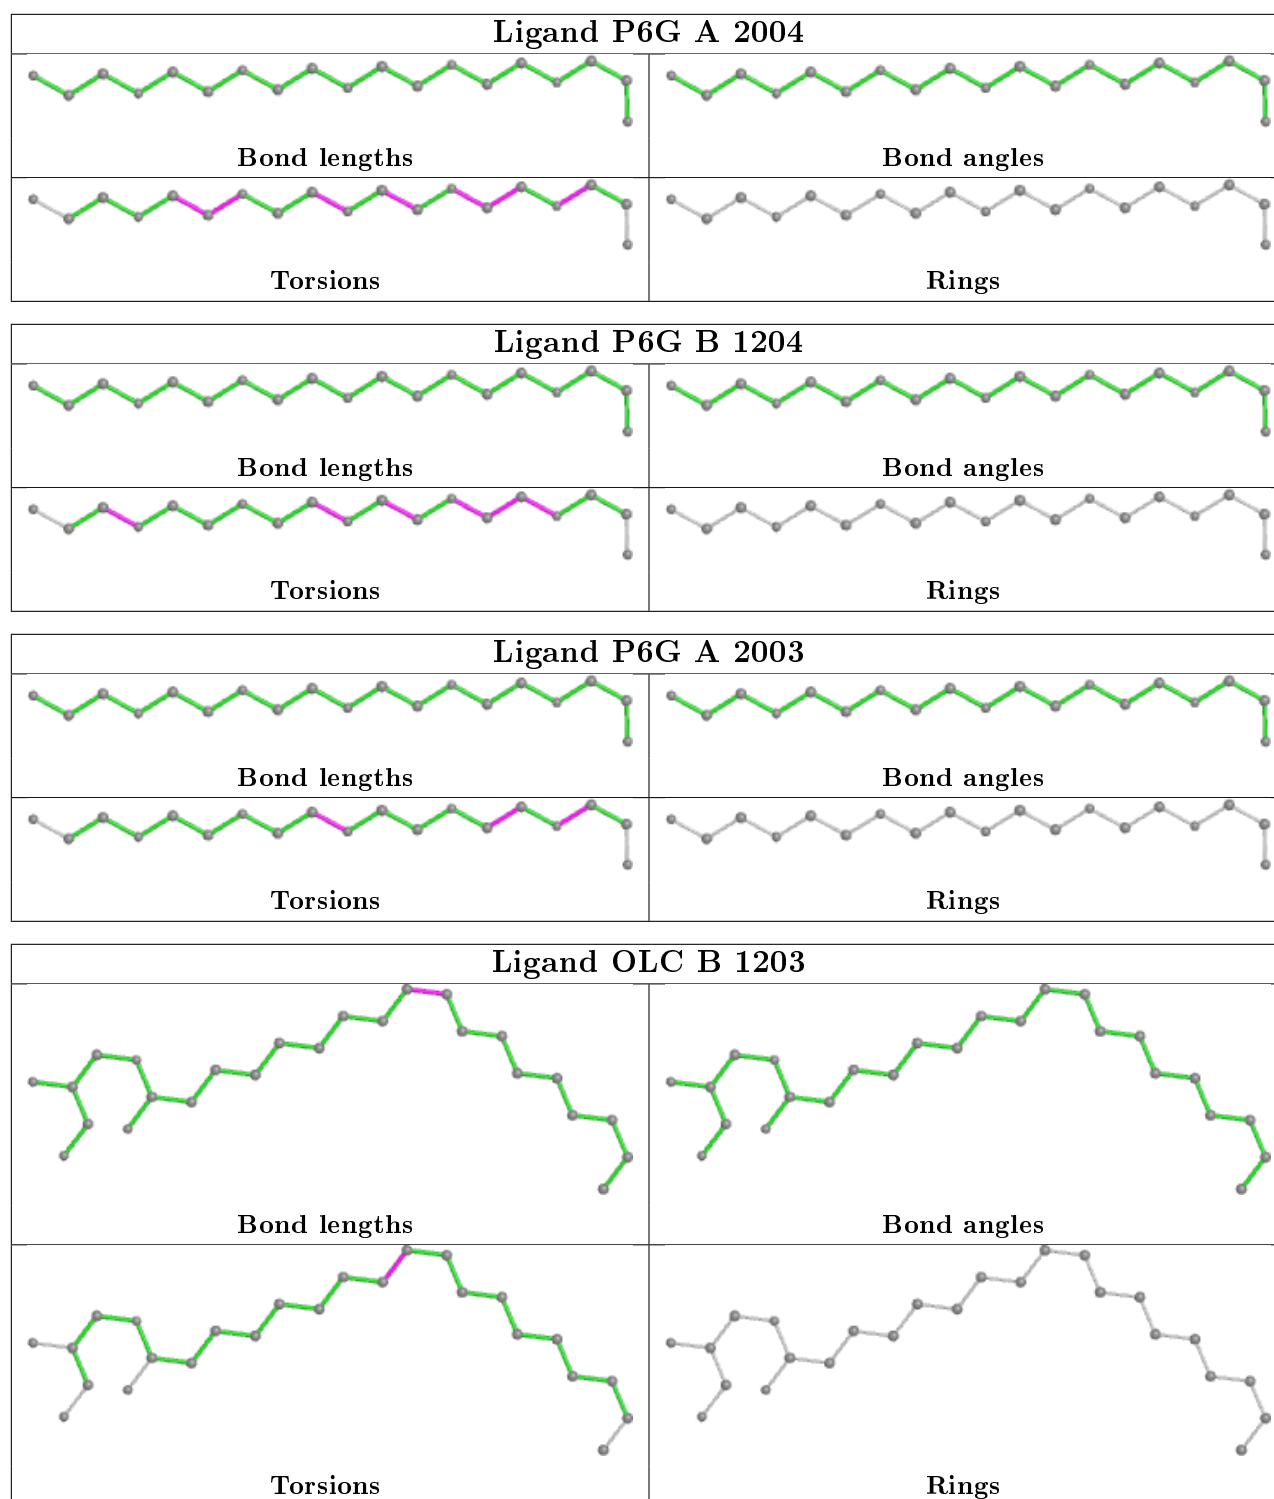 Ligand P6G A 2004
Bond lengths
Bond angles
Torsions
Rings
Ligand P6G B 1204
Bond lengths
Bond angles
Torsions
Rings
Ligand P6G A 2003
Bond lengths
Bond angles
Torsions
Rings
Ligand OLC B 1203
Bond lengths
Bond angles
Torsions
Rings